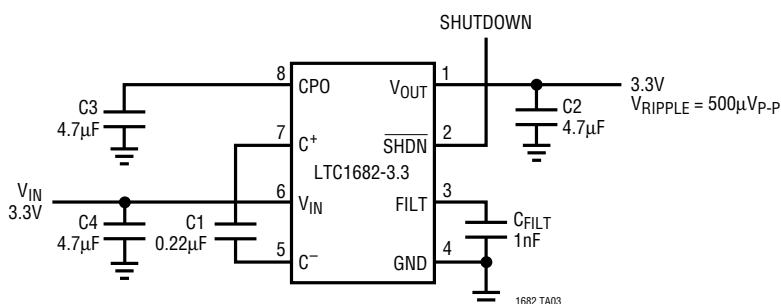 SHUTDOWN
8
CPO
VOUT
1
3.3V
VRIPPLE = 500µVP-P
C3
4.7µF
C2
4.7µF
7
C+
SHDN
2
LTC1682-3.3
VIN
3.3V
6
VIN
FILT
3
C4
4.7µF
C1
0.22µF
CFILT
1nF
5
C–
GND
4
1682 TA03